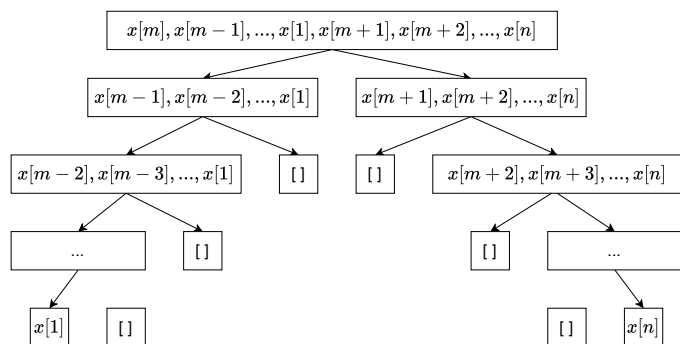 x[m], x[m − 1], ..., x[1], x[m + 1], x[m + 2], ..., x[n]
x[m − 1], x[m − 2], ..., x[1]
x[m + 1], x[m + 2], ..., x[n]
x[m − 2], x[m − 3], ..., x[1]
[ ]
[ ]
x[m + 2], x[m + 3], ..., x[n]
...
[ ]
[ ]
...
x[1]
[ ]
[ ]
x[n]